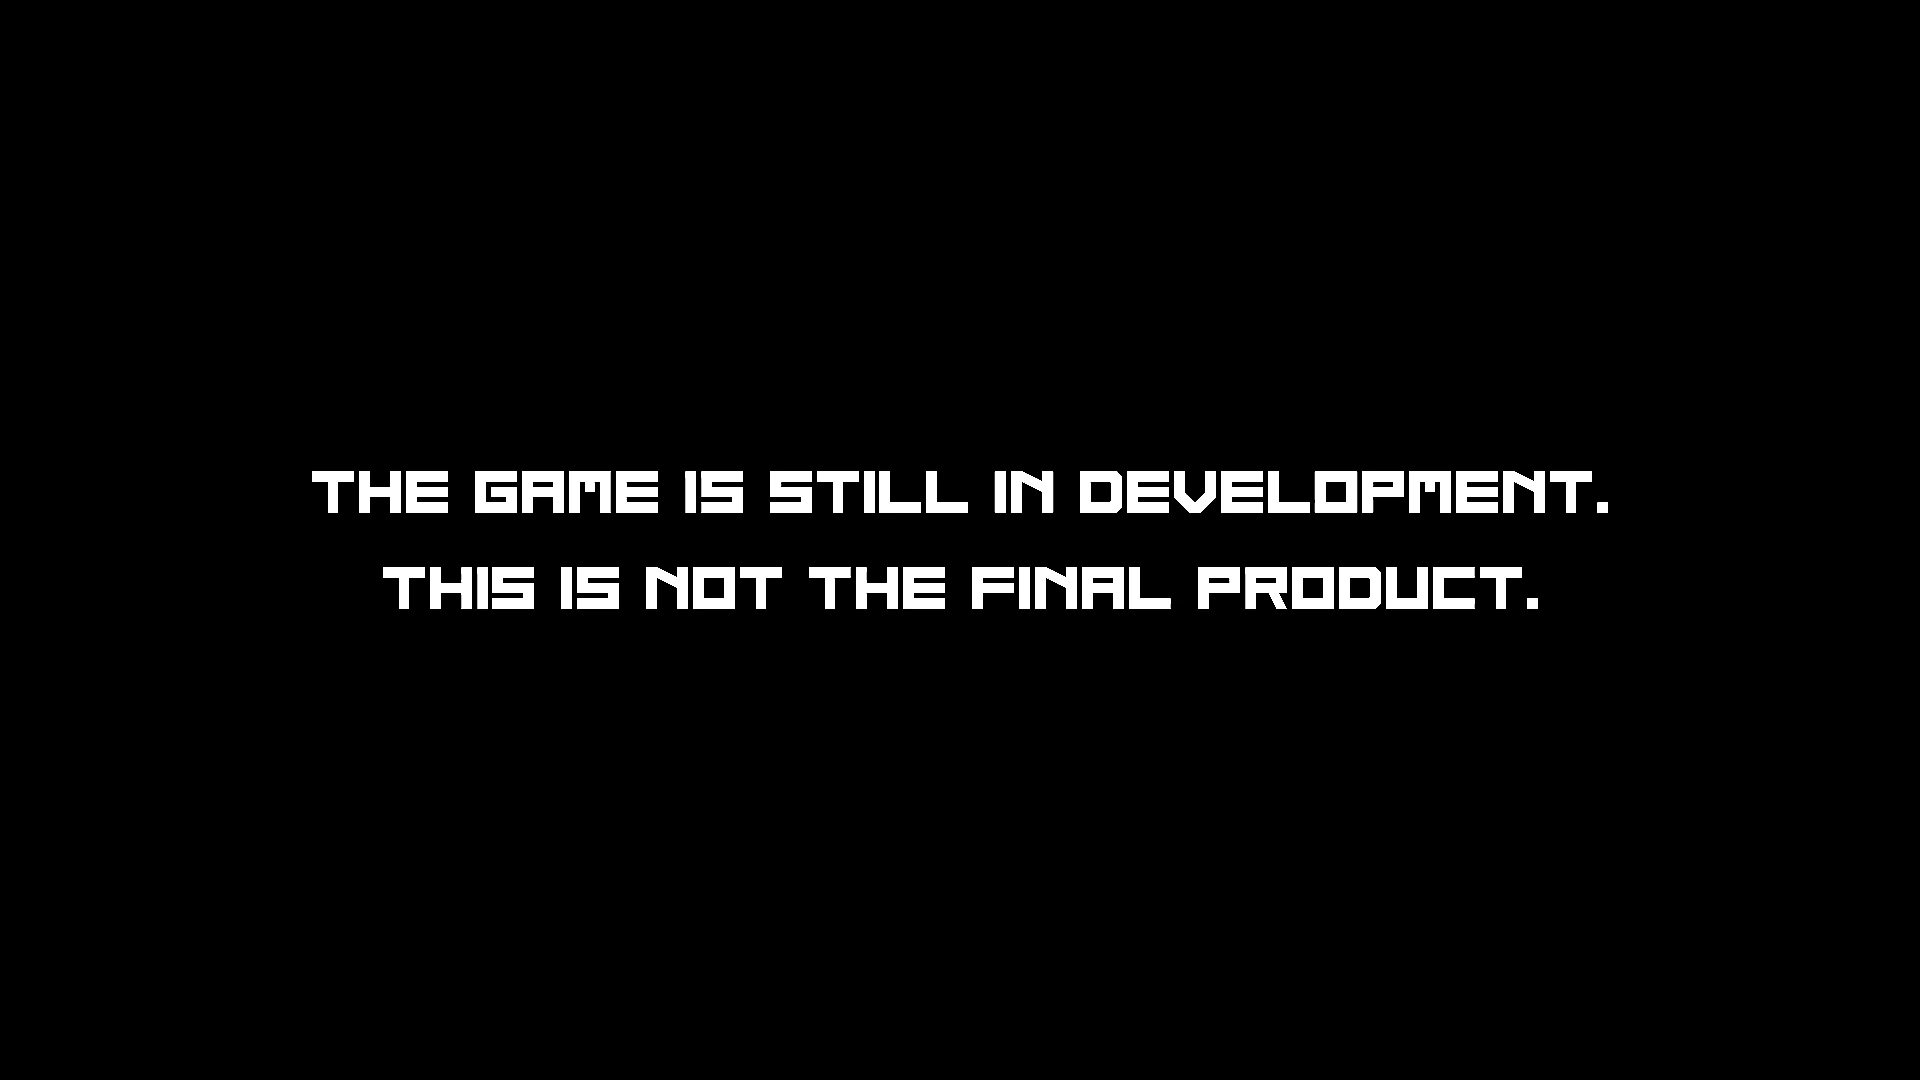 THE GAME IS STILL IN DEVELOPMENT.
THIS IS NOT THE FINAL PRODUCT.